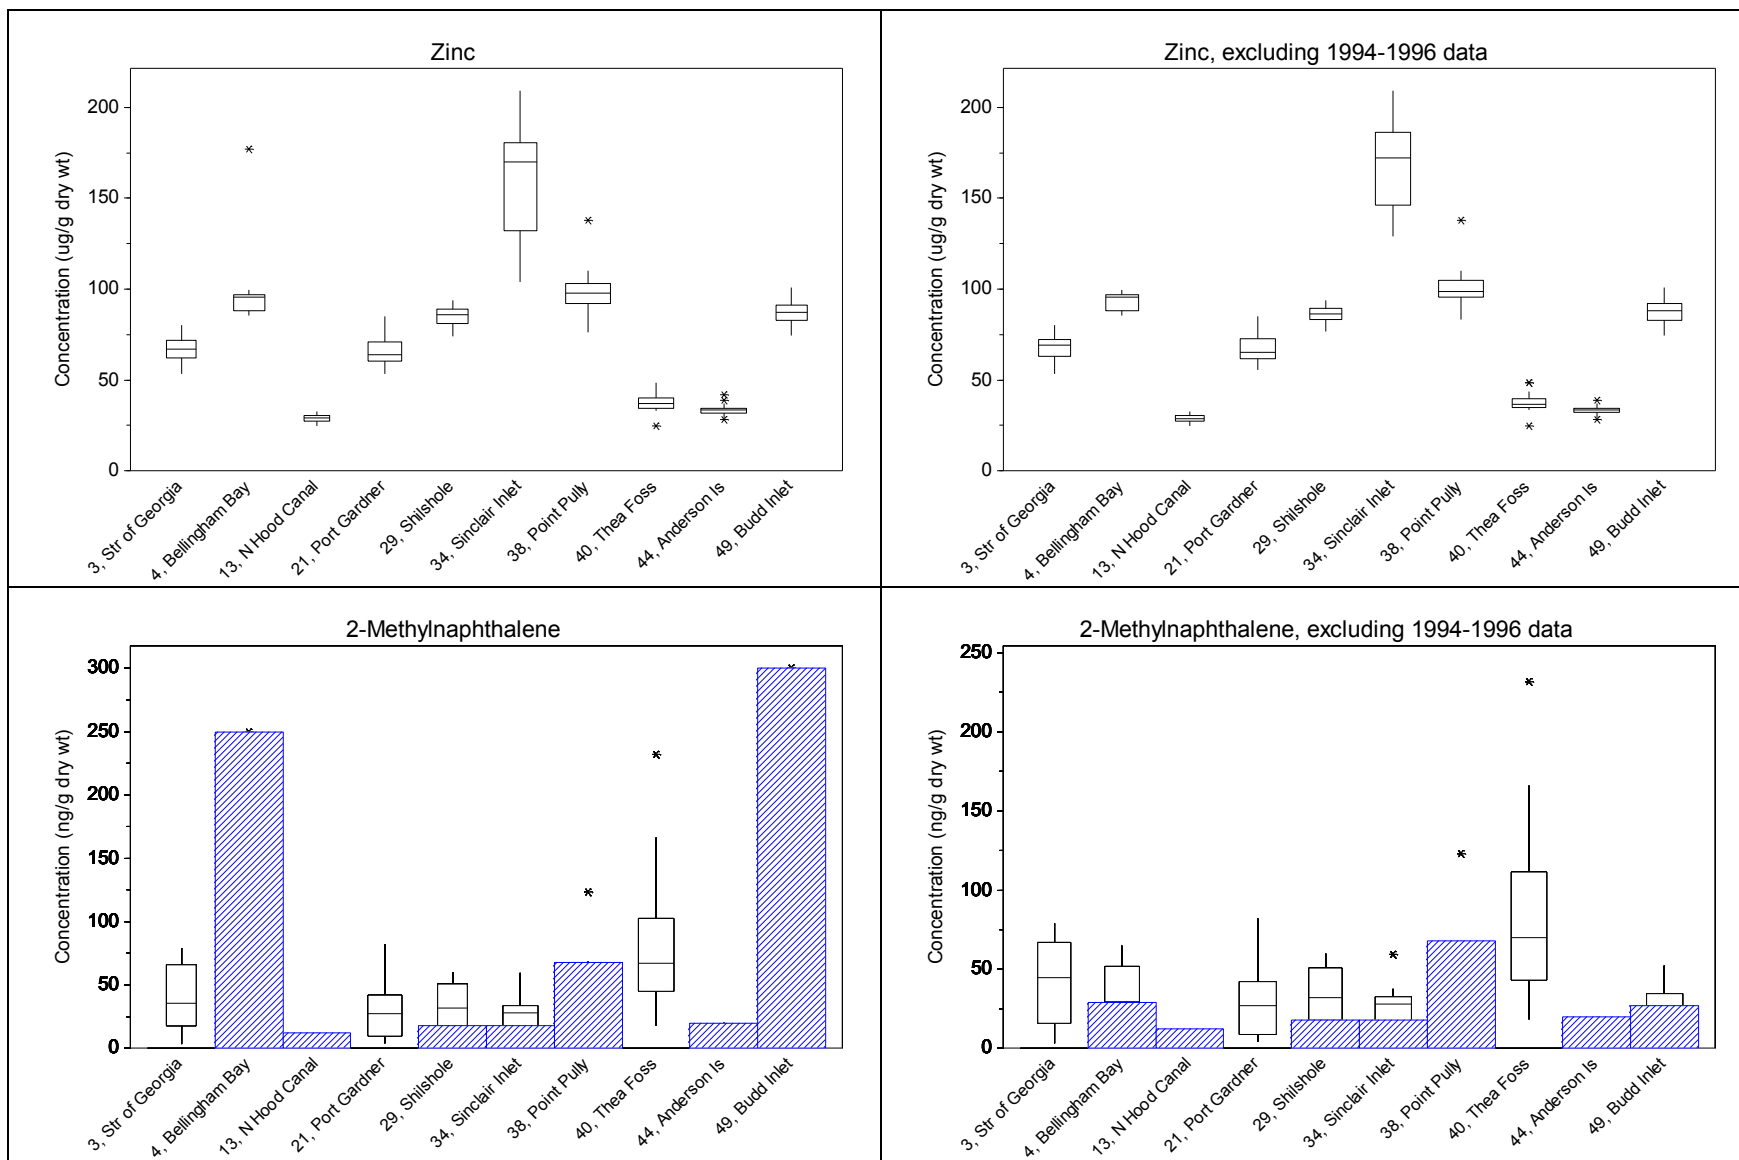 Zinc
Concentration (ug/g dry wt)
200
150
100
50
0
3, Str of Georgia
4, Bellingham Bay
13, N Hood Canal
21, Port Gardner
29, Shilshole
34, Sinclair Inlet
38, Point Pully
40, Thea Foss
44, Anderson Is
49, Budd Inlet
Zinc, excluding 1994-1996 data
Concentration (ug/g dry wt)
200
150
100
50
0
3, Str of Georgia
4, Bellingham Bay
13, N Hood Canal
21, Port Gardner
29, Shilshole
34, Sinclair Inlet
38, Point Pully
40, Thea Foss
44, Anderson Is
49, Budd Inlet
2-Methylnaphthalene
Concentration (ng/g dry wt)
300
250
200
150
100
50
0
3, Str of Georgia
4, Bellingham Bay
13, N Hood Canal
21, Port Gardner
29, Shilshole
34, Sinclair Inlet
38, Point Pully
40, Thea Foss
44, Anderson Is
49, Budd Inlet
2-Methylnaphthalene, excluding 1994-1996 data
Concentration (ng/g dry wt)
250
200
150
100
50
0
3, Str of Georgia
4, Bellingham Bay
13, N Hood Canal
21, Port Gardner
29, Shilshole
34, Sinclair Inlet
38, Point Pully
40, Thea Foss
44, Anderson Is
49, Budd Inlet